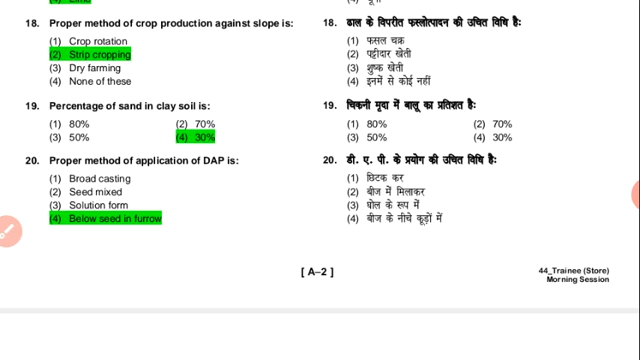 18. Proper method of crop production against slope is:
(1) Crop rotation
(2) Strip cropping
(3) Dry farming
(4) None of these
19. Percentage of sand in clay soil is:
(1) 80% (2) 70%
(3) 50% (4) 30%
20. Proper method of application of DAP is:
(1) Broad casting
(2) Seed mixed
(3) Solution form
(4) Below seed in furrow
18. ढाल के विपरीत फस्लोत्पादन की उचित विधि है:
(1) फसल चक्र
(2) पट्टीदार खेती
(3) शुष्क खेती
(4) इनमें से कोई नहीं
19. चिकनी मृदा में बालू का प्रतिशत है:
(1) 80% (2) 70%
(3) 50% (4) 30%
20. डी. ए. पी. के प्रयोग की उचित विधि है:
(1) छिटक कर
(2) बीज में मिलाकर
(3) घोल के रूप में
(4) बीज के नीचे कूड़ों में
[ A–2 ]
44_Trainee (Store)
Morning Session